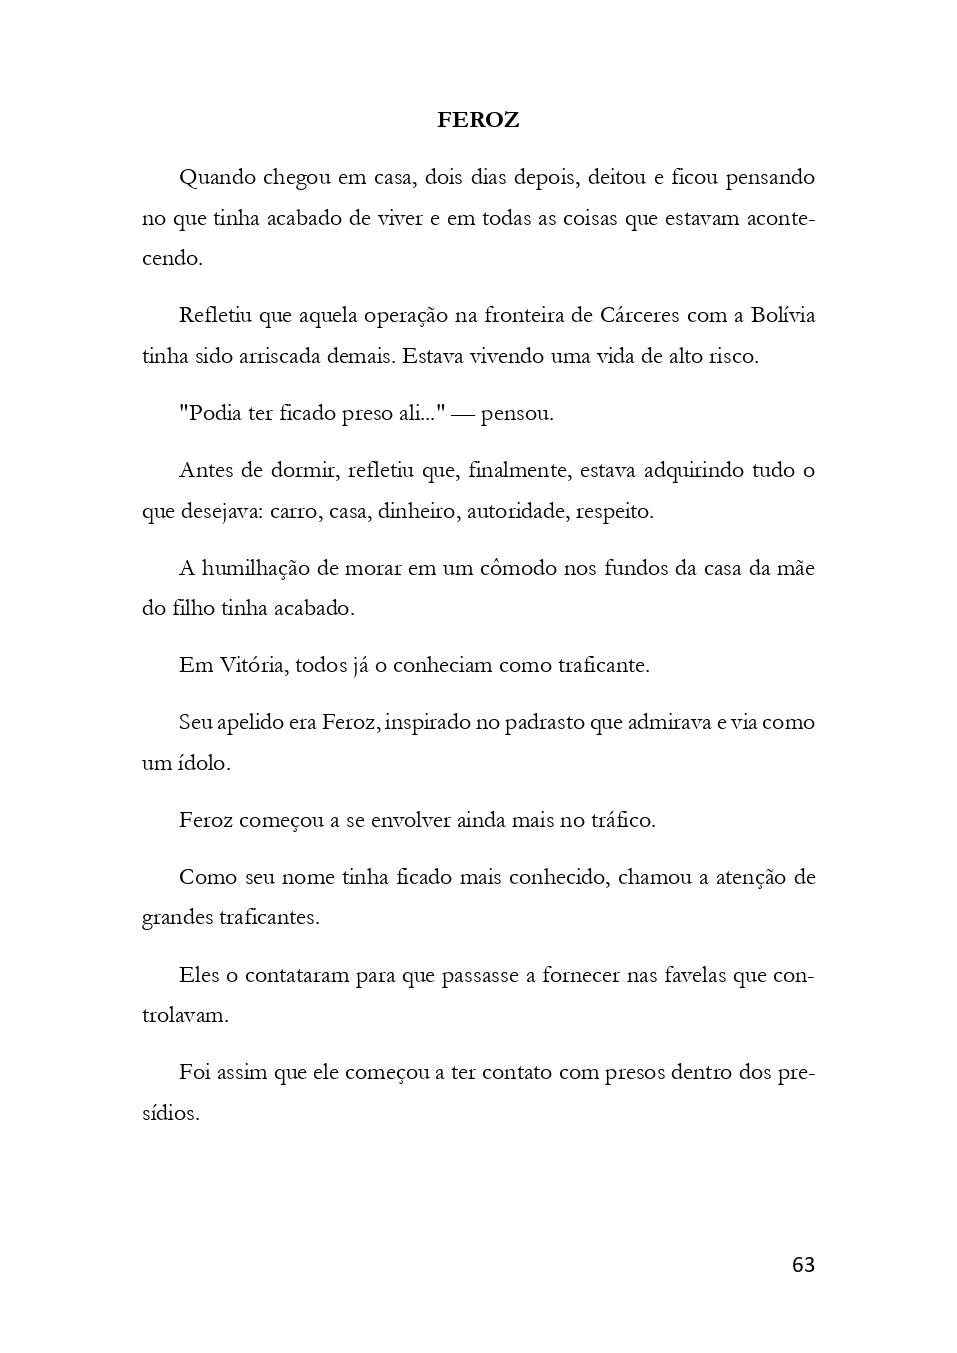 FEROZ
Quando chegou em casa, dois dias depois, deitou e ficou pensando
no que tinha acabado de viver e em todas as coisas que estavam aconte-
cendo.
Refletiu que aquela operação na fronteira de Cárceres com a Bolívia
tinha sido arriscada demais. Estava vivendo uma vida de alto risco.
"Podia ter ficado preso ali..." — pensou.
Antes de dormir, refletiu que, finalmente, estava adquirindo tudo o
que desejava: carro, casa, dinheiro, autoridade, respeito.
A humilhação de morar em um cômodo nos fundos da casa da mãe
do filho tinha acabado.
Em Vitória, todos já o conheciam como traficante.
Seu apelido era Feroz, inspirado no padrasto que admirava e via como
um ídolo.
Feroz começou a se envolver ainda mais no tráfico.
Como seu nome tinha ficado mais conhecido, chamou a atenção de
grandes traficantes.
Eles o contataram para que passasse a fornecer nas favelas que con-
trolavam.
Foi assim que ele começou a ter contato com presos dentro dos pre-
sídios.
63